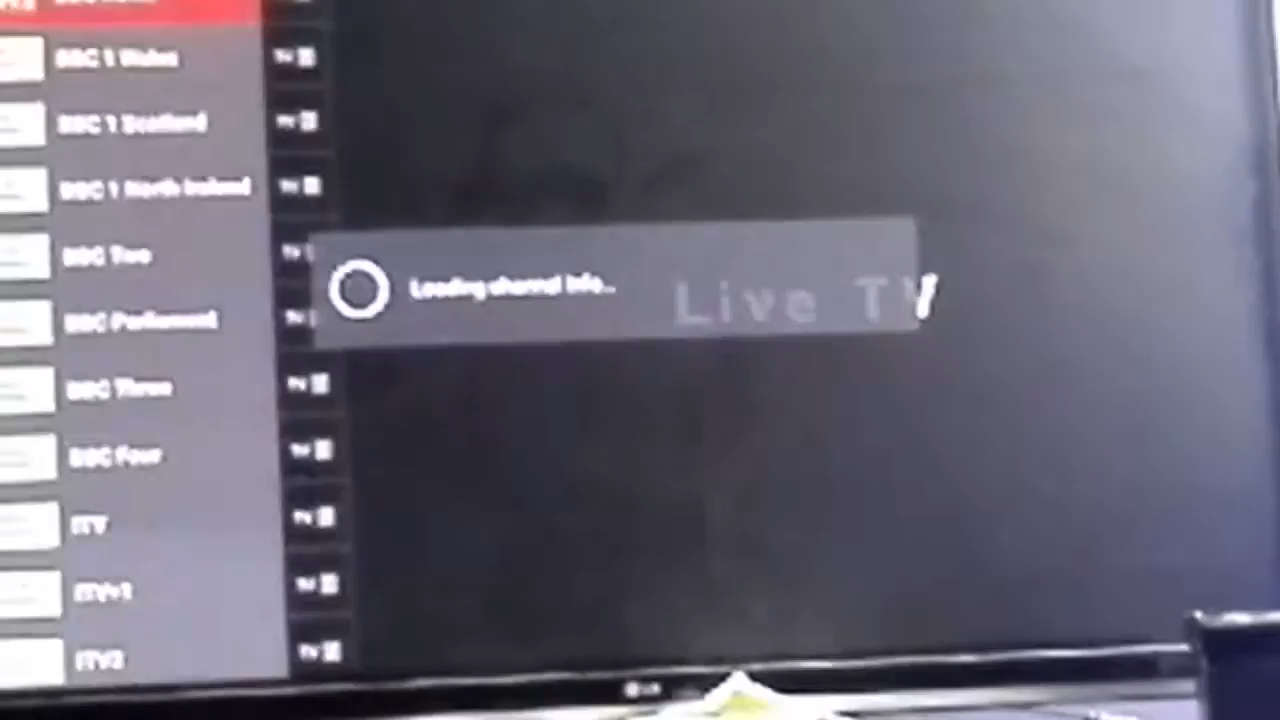 BBC 1 Wales
BBC 1 Scotland
BBC 1 North Ireland
BBC Two
BBC Parliament
BBC Three
BBC Four
ITV
ITV+1
ITV2
Loading channel info...
Live TV
LG